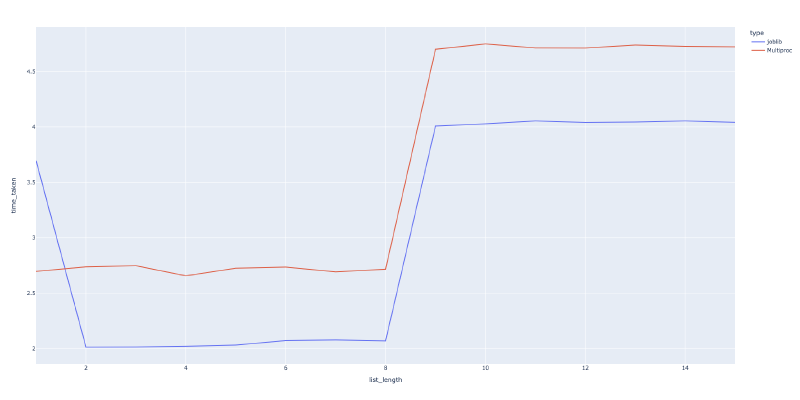 type
joblib
Multiproc
4.5
4
3.5
3
2.5
2
time_taken
2 4 6 8 10 12 14
list_length